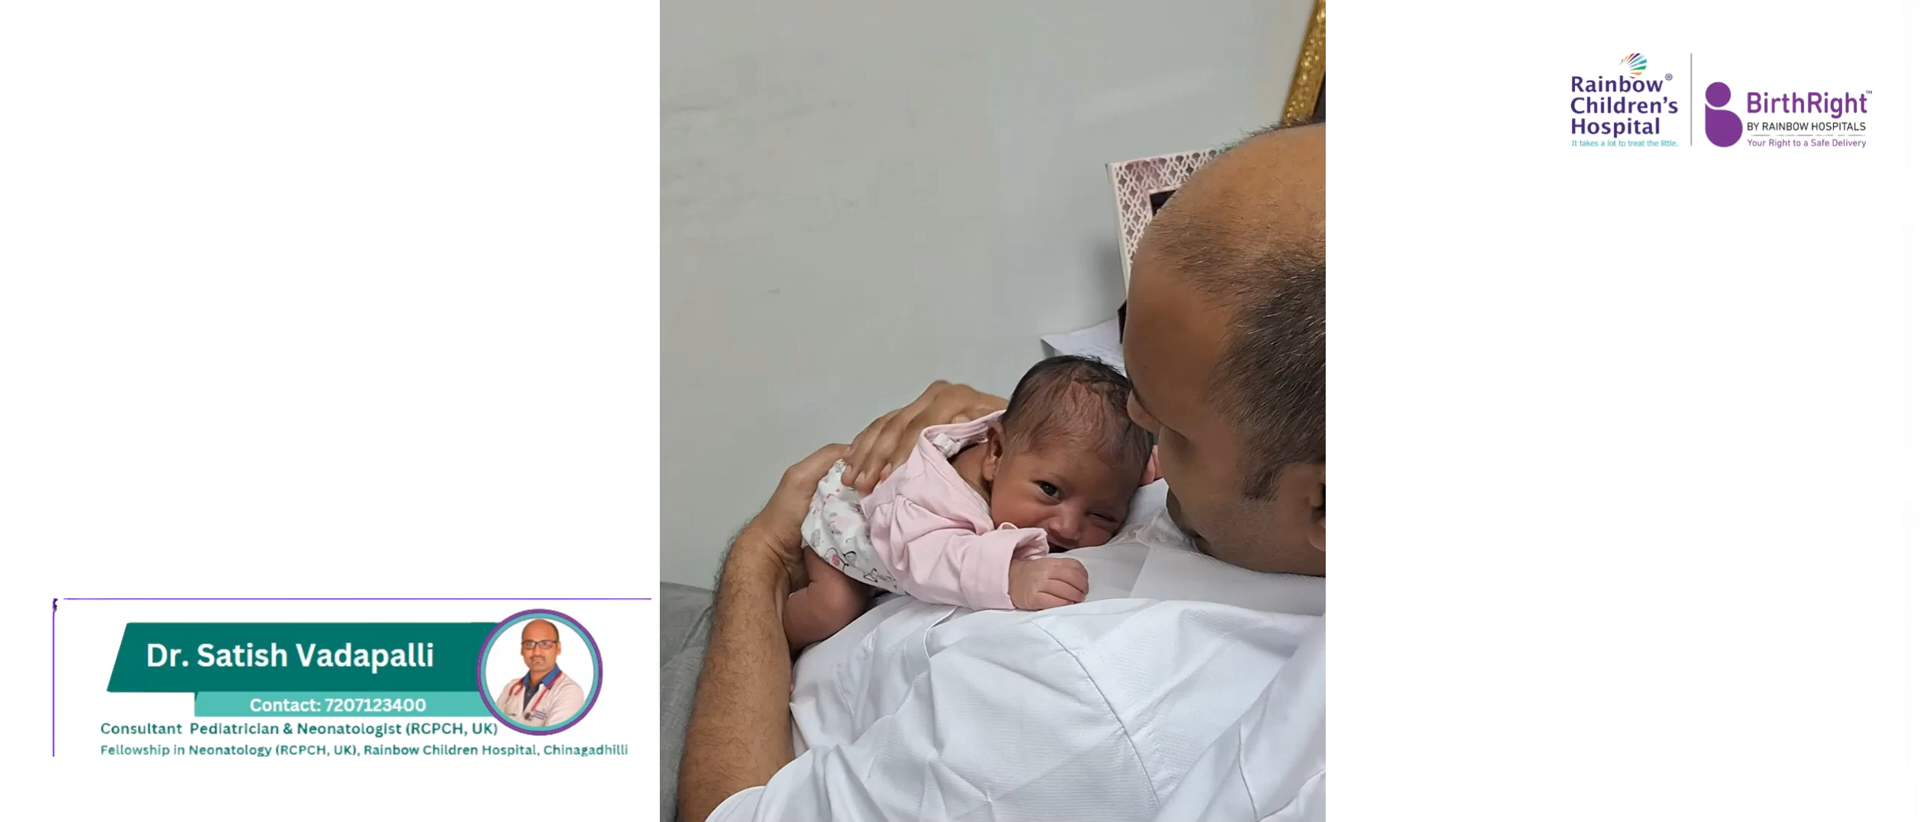 Rainbow®
Children's
Hospital
It takes a lot to treat the little.
BirthRight™
BY RAINBOW HOSPITALS
Your Right to a Safe Delivery
Dr. Satish Vadapalli
Contact: 7207123400
Consultant Pediatrician & Neonatologist (RCPCH, UK)
Fellowship in Neonatology (RCPCH, UK), Rainbow Children Hospital, Chinagadhilli